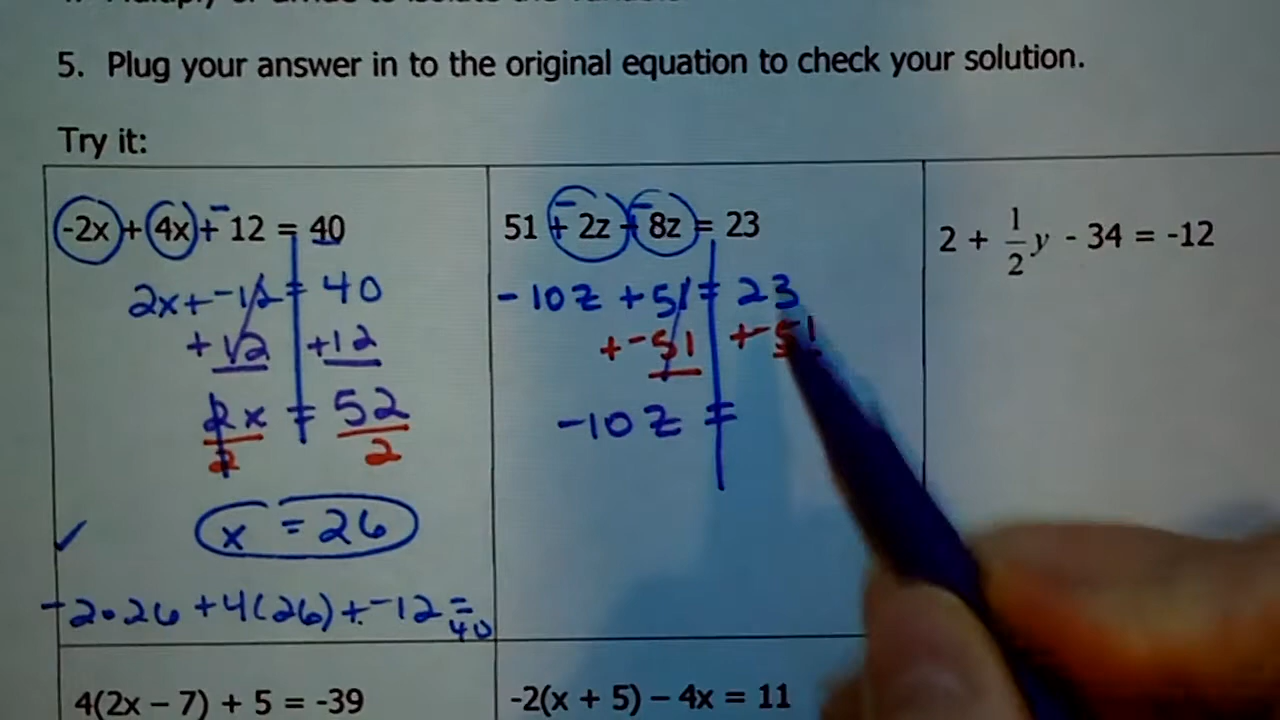 5. Plug your answer in to the original equation to check your solution.
Try it:
-2x + 4x + -12 = 40
2x + -12 = 40
+12 +12
2x = 52
2 2
x = 26
-2•26 + 4(26) + -12 = 40
51 + -2z + -8z = 23
-10z + 51 = 23
+-51 +-51
-10z =
2 + 1/2 y - 34 = -12
4(2x – 7) + 5 = -39
-2(x + 5) – 4x = 11